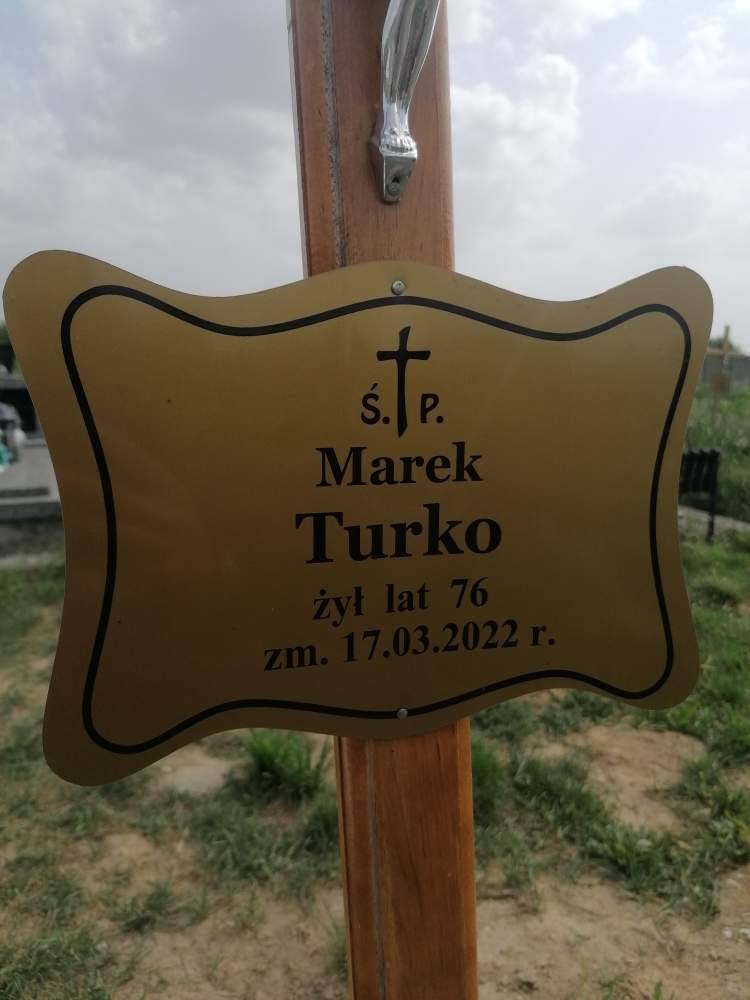 Ś. P.
Marek
Turko
żył lat 76
zm. 17.03.2022 r.